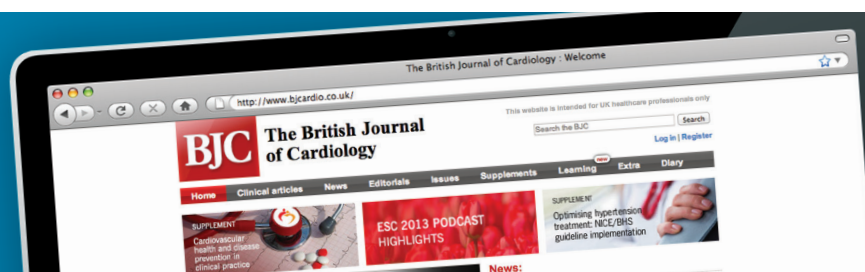 The British Journal of Cardiology : Welcome
http://www.bjcardio.co.uk/
This website is intended for UK healthcare professionals only
BJC
The British Journal
of Cardiology
Search the BJC
Search
Log in | Register
Home Clinical articles News Editorials Issues Supplements Learning new Extra Diary
SUPPLEMENT
Cardiovascular
health and disease
prevention in
clinical practice
ESC 2013 PODCAST
HIGHLIGHTS
SUPPLEMENT
Optimising hypertension
treatment: NICE/BHS
guideline implementation
News: